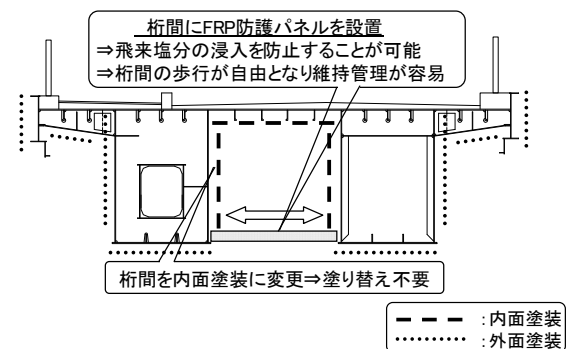 桁間にFRP防護パネルを設置
⇒飛来塩分の浸入を防止することが可能
⇒桁間の歩行が自由となり維持管理が容易
桁間を内面塗装に変更⇒塗り替え不要
:内面塗装
:外面塗装